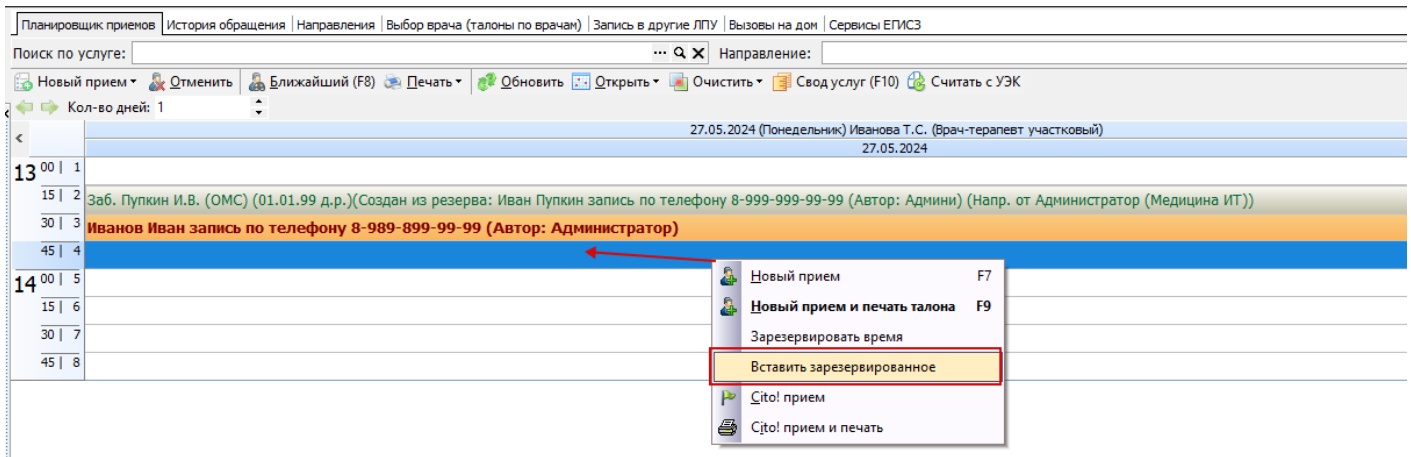 Планировщик приемов История обращения Направления Выбор врача (талоны по врачам) Запись в другие ЛПУ Вызовы на дом Сервисы ЕГИСЗ
Поиск по услуге: ... Направление:
Новый прием Отменить Ближайший (F8) Печать Обновить Открыть Очистить Свод услуг (F10) Считать с УЭК
Кол-во дней: 1
27.05.2024 (Понедельник) Иванова Т.С. (Врач-терапевт участковый)
27.05.2024
13 00 | 1
15 | 2 Заб. Пупкин И.В. (ОМС) (01.01.99 д.р.)(Создан из резерва: Иван Пупкин запись по телефону 8-999-999-99-99 (Автор: Админи) (Напр. от Администратор (Медицина ИТ))
30 | 3 Иванов Иван запись по телефону 8-989-899-99-99 (Автор: Администратор)
45 | 4
14 00 | 5
15 | 6
30 | 7
45 | 8
Новый прием F7
Новый прием и печать талона F9
Зарезервировать время
Вставить зарезервированное
Cito! прием
Cito! прием и печать